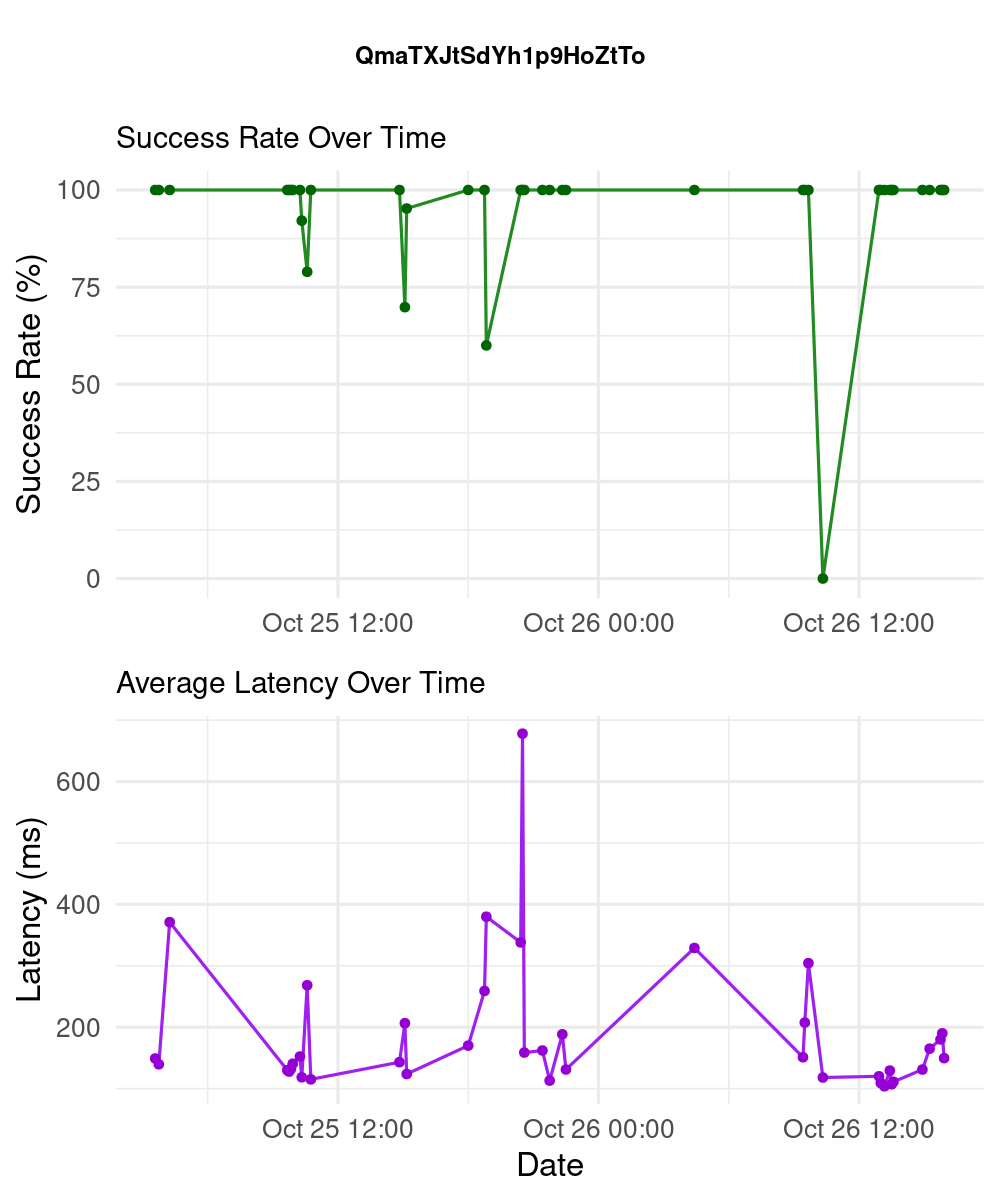 QmaTXJtSdYh1p9HoZtTo
Success Rate Over Time
Success Rate (%)
100
75
50
25
0
Oct 25 12:00 Oct 26 00:00 Oct 26 12:00
Average Latency Over Time
Latency (ms)
600
400
200
Oct 25 12:00 Oct 26 00:00 Oct 26 12:00
Date